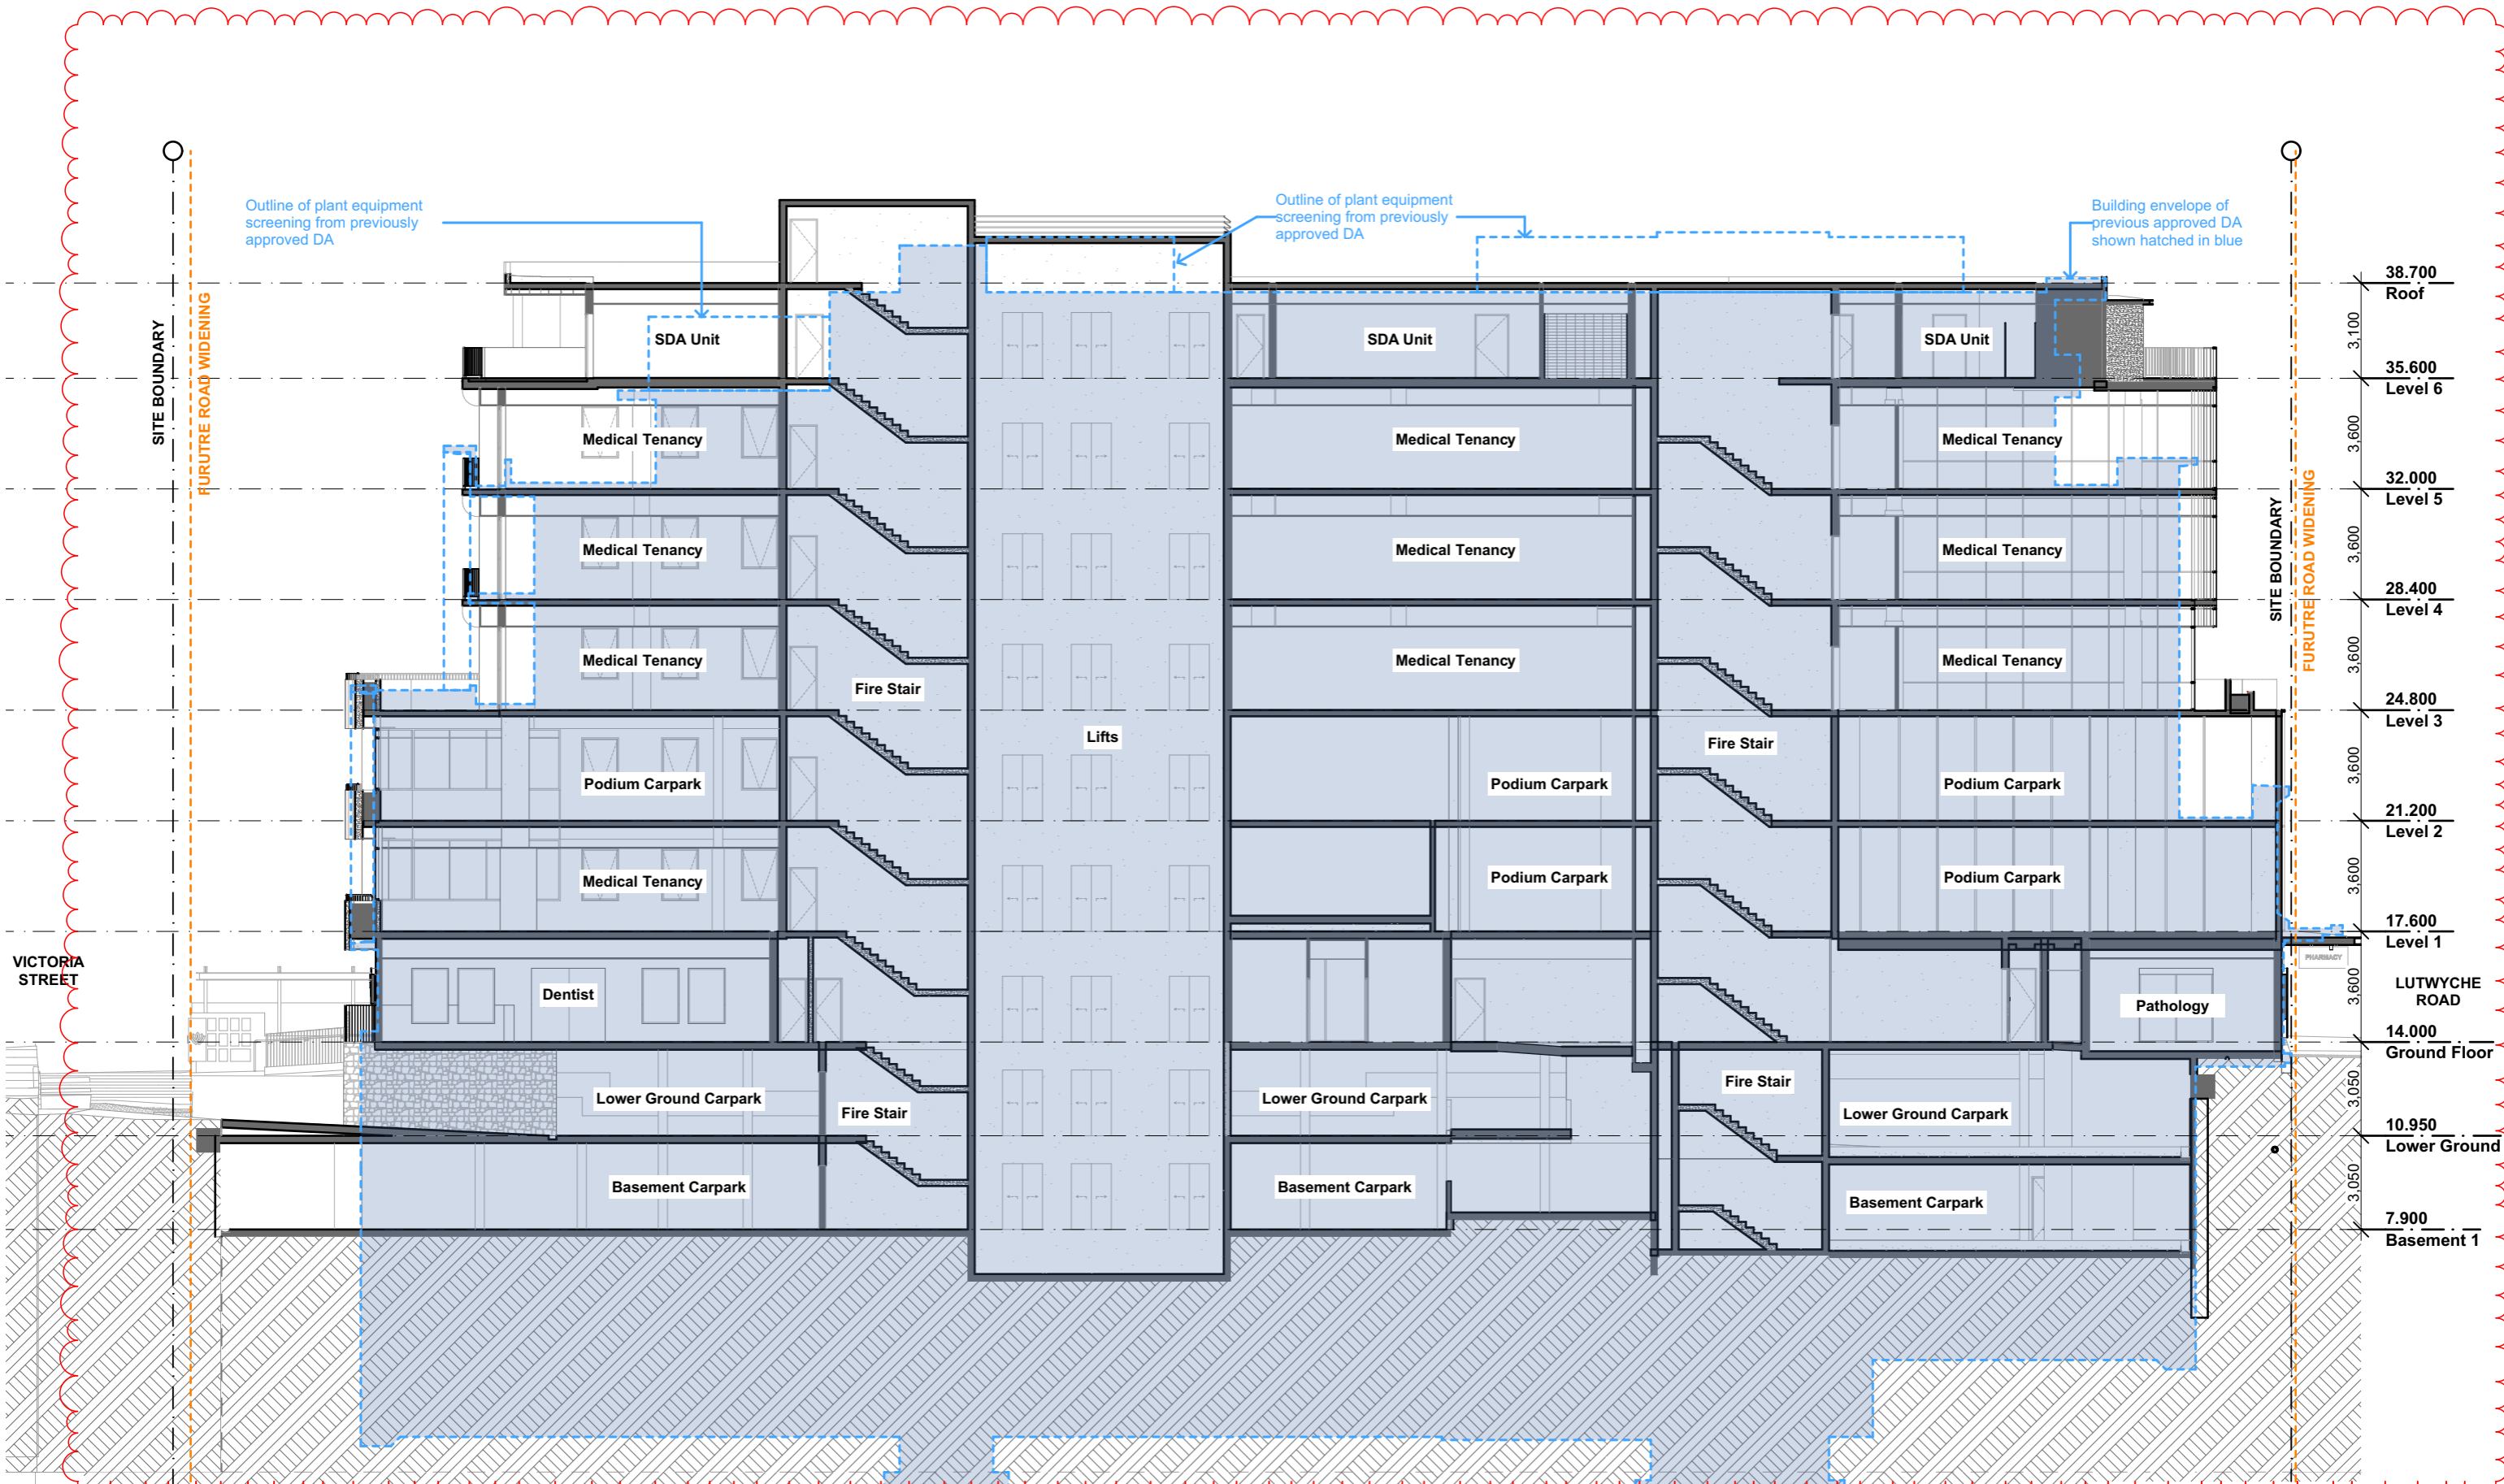 Outline of plant equipment
screening from previously
approved DA
Outline of plant equipment
screening from previously
approved DA
Building envelope of
previous approved DA
shown hatched in blue
SITE BOUNDARY
FURUTRE ROAD WIDENING
SITE BOUNDARY
FURUTRE ROAD WIDENING
38.700
Roof
3,100
SDA Unit
SDA Unit
SDA Unit
35.600
Level 6
3,600
Medical Tenancy
Medical Tenancy
Medical Tenancy
32.000
Level 5
3,600
Medical Tenancy
Medical Tenancy
Medical Tenancy
28.400
Level 4
3,600
Medical Tenancy
Medical Tenancy
Medical Tenancy
Fire Stair
24.800
Level 3
Lifts
Fire Stair
3,600
Podium Carpark
Podium Carpark
Podium Carpark
21.200
Level 2
3,600
Medical Tenancy
Podium Carpark
Podium Carpark
17.600
Level 1
VICTORIA
STREET
PHARMACY
3,600
LUTWYCHE
ROAD
Dentist
Pathology
14.000
Ground Floor
3,050
Lower Ground Carpark
Fire Stair
Lower Ground Carpark
Fire Stair
Lower Ground Carpark
10.950
Lower Ground
3,050
Basement Carpark
Basement Carpark
Basement Carpark
7.900
Basement 1